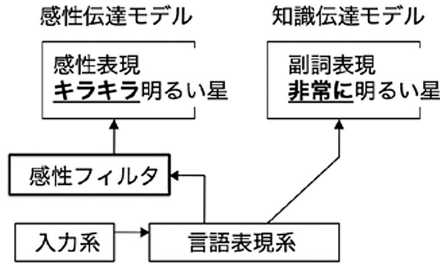 感性伝達モデル
知識伝達モデル
感性表現
キラキラ明るい星
副詞表現
非常に明るい星
感性フィルタ
入力系
言語表現系